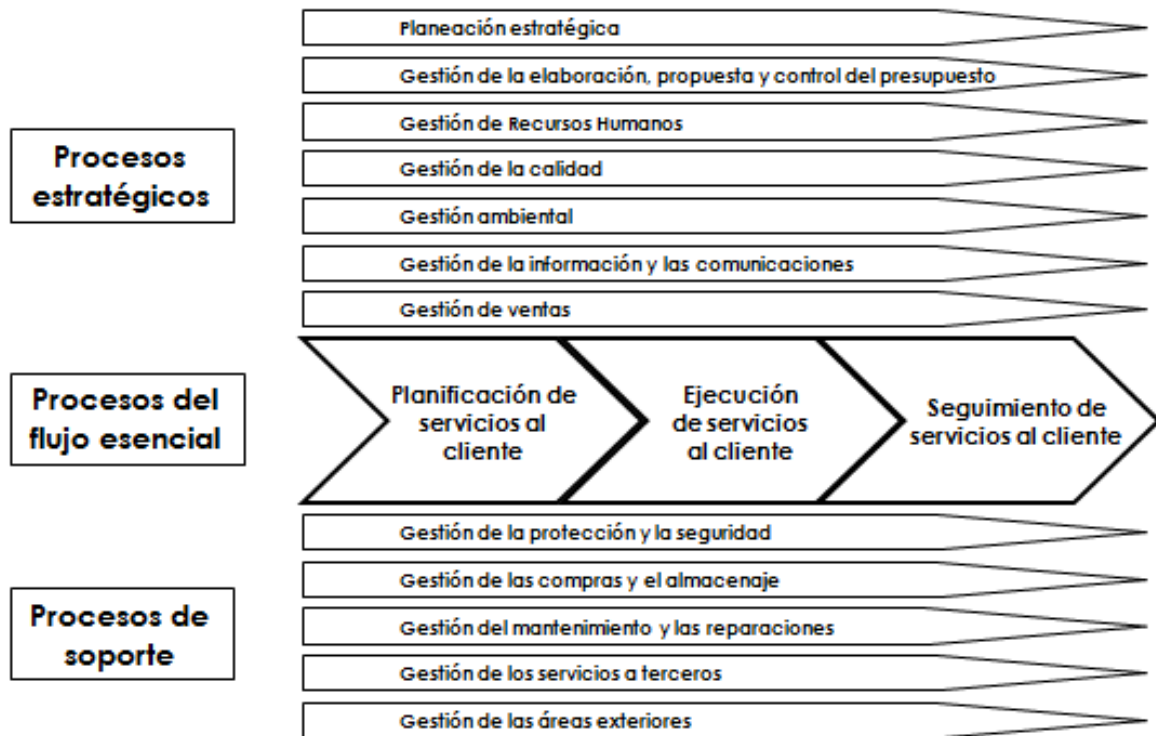 Planeación estratégica
Gestión de la elaboración, propuesta y control del presupuesto
Gestión de Recursos Humanos
Procesos
estratégicos
Gestión de la calidad
Gestión ambiental
Gestión de la información y las comunicaciones
Gestión de ventas
Procesos del
flujo esencial
Planificación de
servicios al
cliente
Ejecución
de servicios
al cliente
Seguimiento de
servicios al cliente
Gestión de la protección y la seguridad
Gestión de las compras y el almacenaje
Procesos de
soporte
Gestión del mantenimiento y las reparaciones
Gestión de los servicios a terceros
Gestión de las áreas exteriores